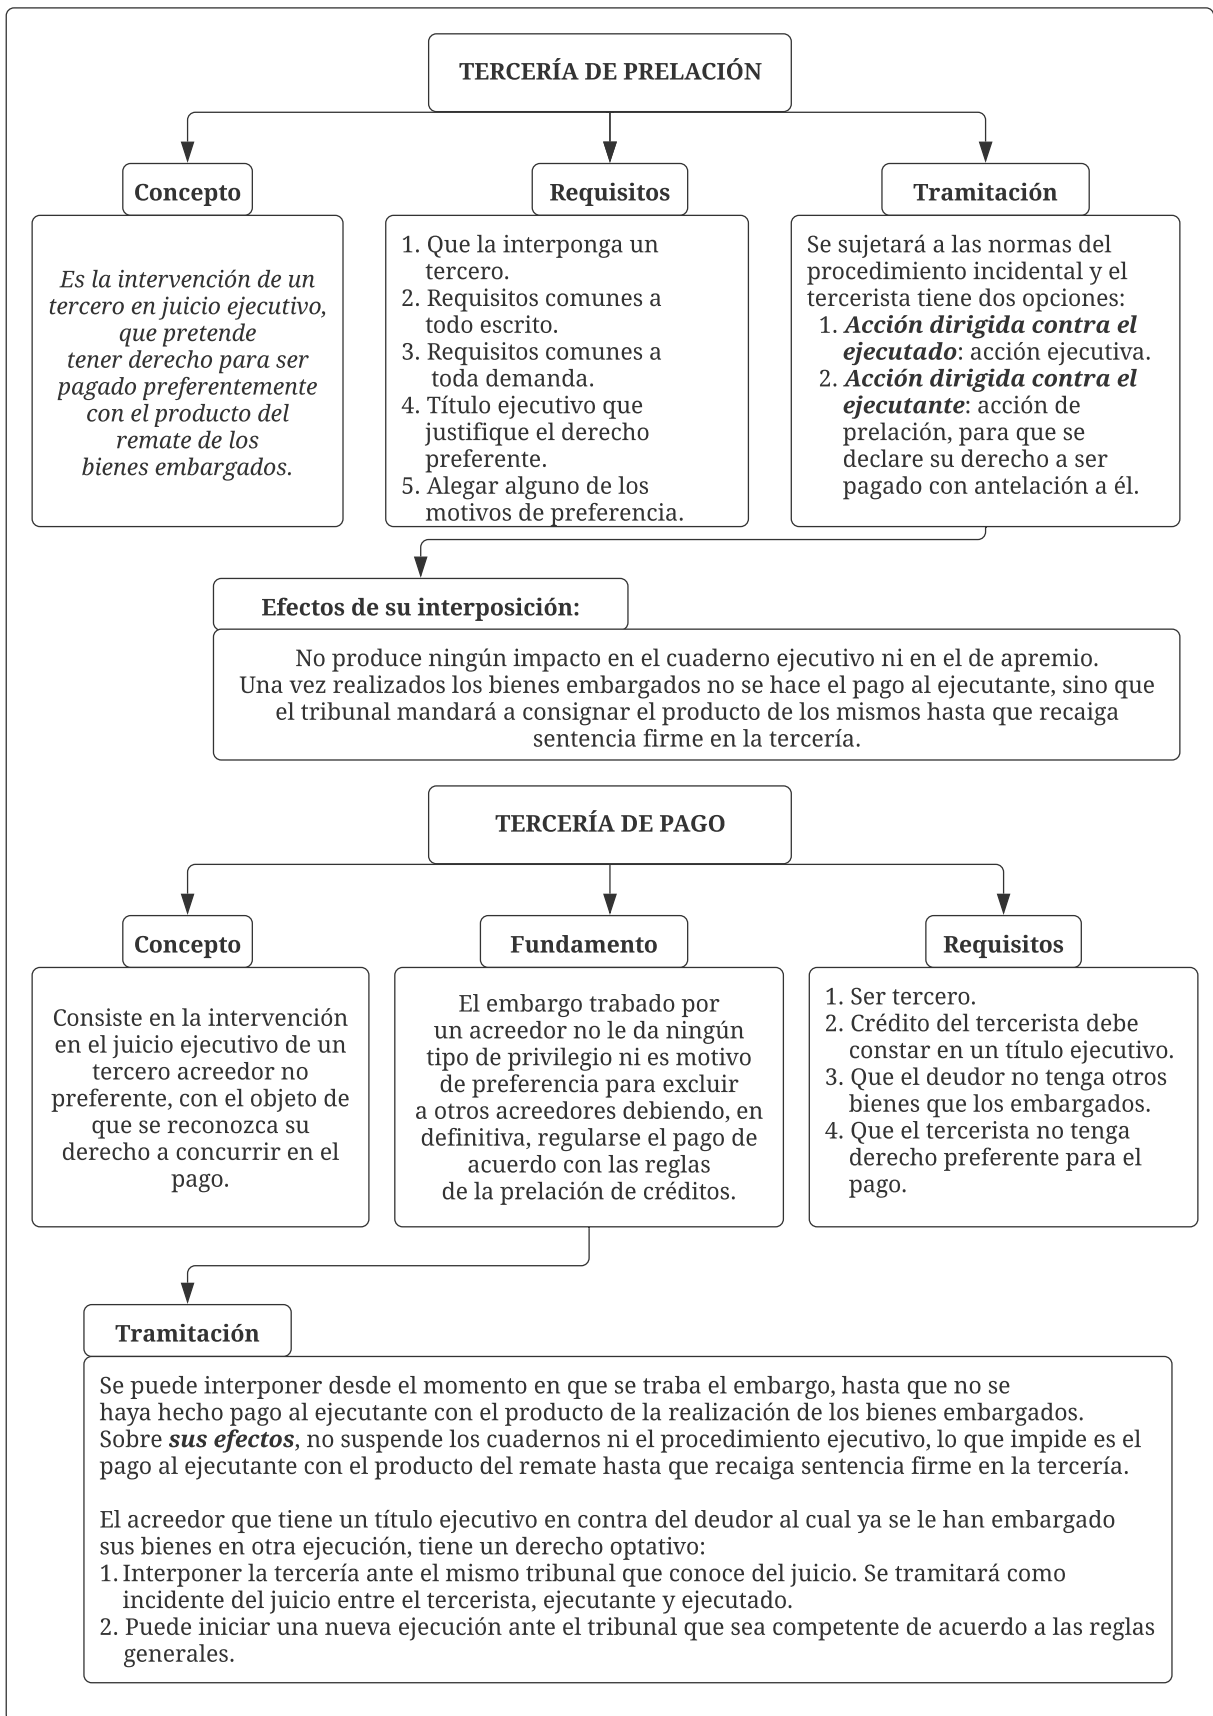 TERCERÍA DE PRELACIÓN
Concepto
Es la intervención de un
tercero en juicio ejecutivo,
que pretende
tener derecho para ser
pagado preferentemente
con el producto del
remate de los
bienes embargados.
Requisitos
1. Que la interponga un
tercero.
2. Requisitos comunes a
todo escrito.
3. Requisitos comunes a
toda demanda.
4. Título ejecutivo que
justifique el derecho
preferente.
5. Alegar alguno de los
motivos de preferencia.
Tramitación
Se sujetará a las normas del
procedimiento incidental y el
tercerista tiene dos opciones:
1. Acción dirigida contra el
ejecutado: acción ejecutiva.
2. Acción dirigida contra el
ejecutante: acción de
prelación, para que se
declare su derecho a ser
pagado con antelación a él.
Efectos de su interposición:
No produce ningún impacto en el cuaderno ejecutivo ni en el de apremio.
Una vez realizados los bienes embargados no se hace el pago al ejecutante, sino que
el tribunal mandará a consignar el producto de los mismos hasta que recaiga
sentencia firme en la tercería.
TERCERÍA DE PAGO
Concepto
Consiste en la intervención
en el juicio ejecutivo de un
tercero acreedor no
preferente, con el objeto de
que se reconozca su
derecho a concurrir en el
pago.
Fundamento
El embargo trabado por
un acreedor no le da ningún
tipo de privilegio ni es motivo
de preferencia para excluir
a otros acreedores debiendo, en
definitiva, regularse el pago de
acuerdo con las reglas
de la prelación de créditos.
Requisitos
1. Ser tercero.
2. Crédito del tercerista debe
constar en un título ejecutivo.
3. Que el deudor no tenga otros
bienes que los embargados.
4. Que el tercerista no tenga
derecho preferente para el
pago.
Tramitación
Se puede interponer desde el momento en que se traba el embargo, hasta que no se
haya hecho pago al ejecutante con el producto de la realización de los bienes embargados.
Sobre sus efectos, no suspende los cuadernos ni el procedimiento ejecutivo, lo que impide es el
pago al ejecutante con el producto del remate hasta que recaiga sentencia firme en la tercería.
El acreedor que tiene un título ejecutivo en contra del deudor al cual ya se le han embargado
sus bienes en otra ejecución, tiene un derecho optativo:
1. Interponer la tercería ante el mismo tribunal que conoce del juicio. Se tramitará como
incidente del juicio entre el tercerista, ejecutante y ejecutado.
2. Puede iniciar una nueva ejecución ante el tribunal que sea competente de acuerdo a las reglas
generales.